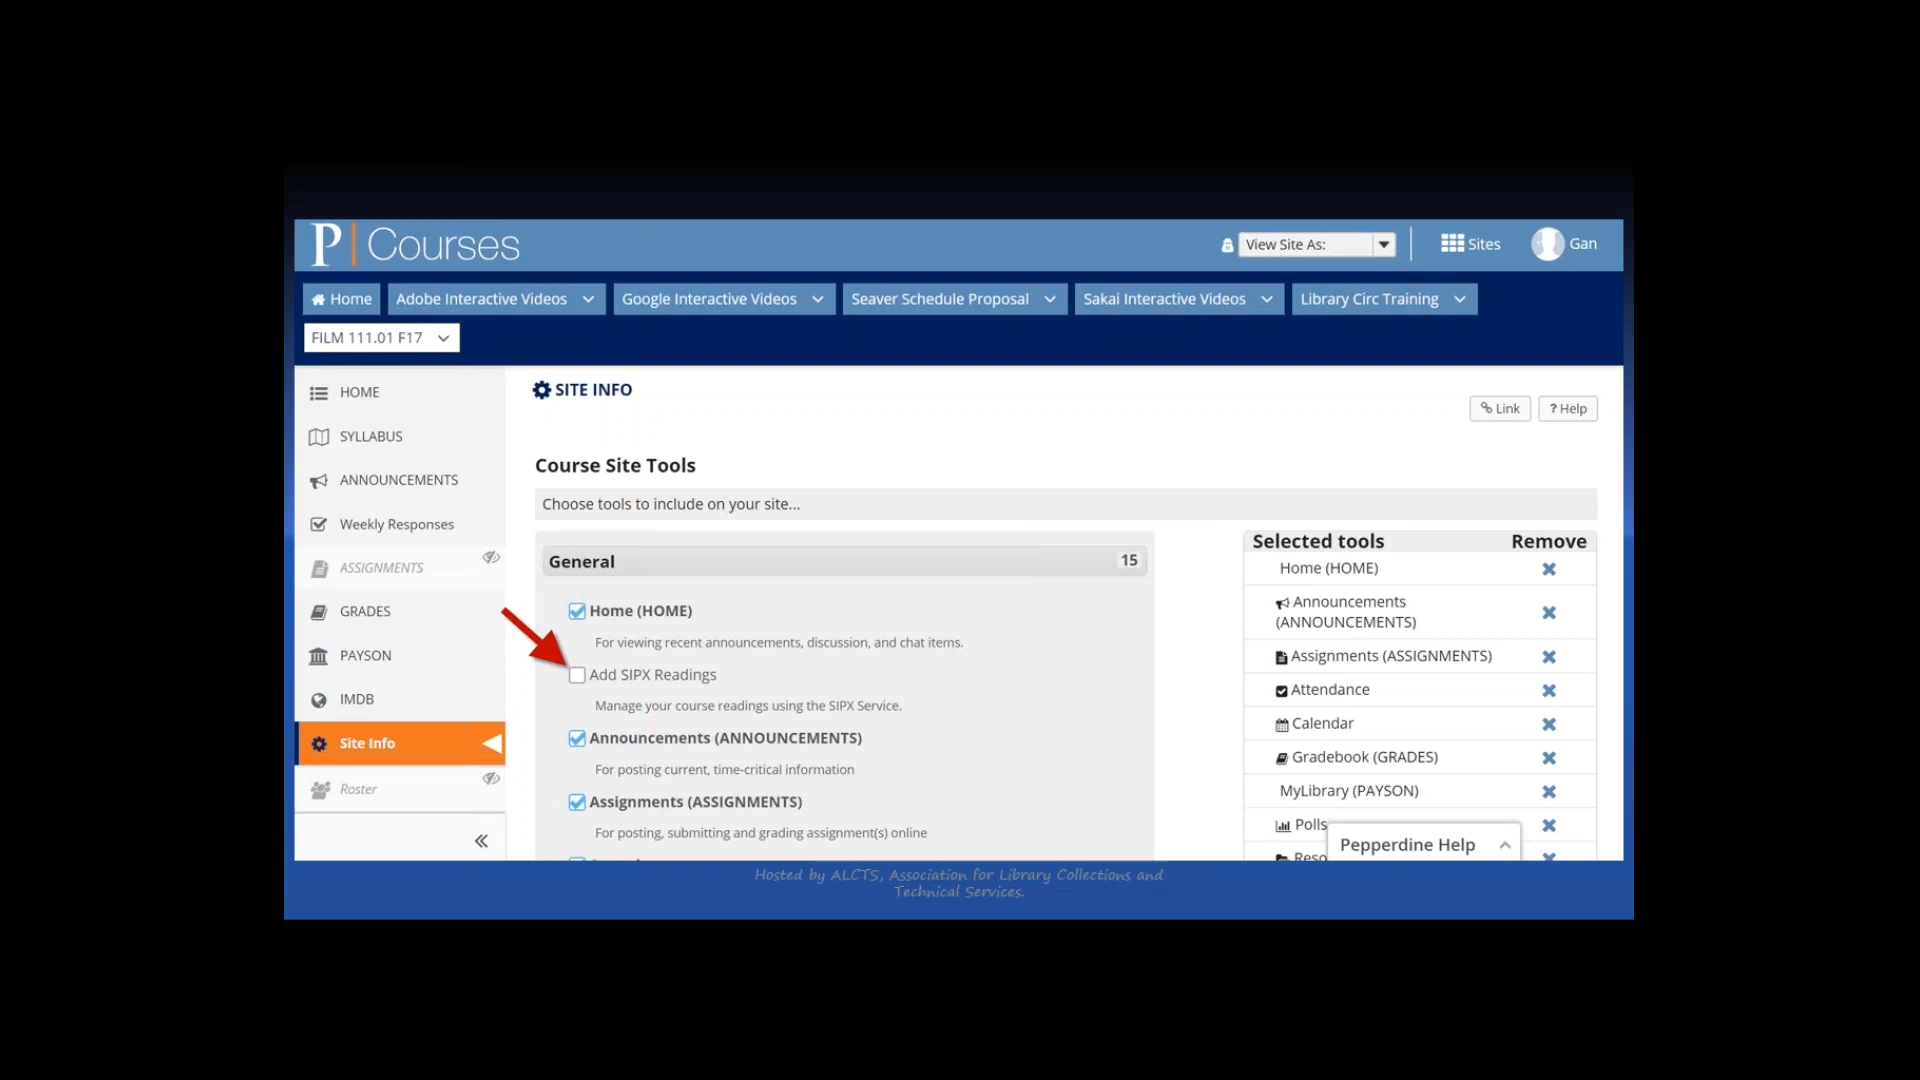 P | Courses
View Site As:
Sites
Gan
Home
Adobe Interactive Videos
Google Interactive Videos
Seaver Schedule Proposal
Sakai Interactive Videos
Library Circ Training
FILM 111.01 F17
HOME
SYLLABUS
ANNOUNCEMENTS
Weekly Responses
ASSIGNMENTS
GRADES
PAYSON
IMDB
Site Info
Roster
SITE INFO
Link
? Help
Course Site Tools
Choose tools to include on your site...
General 15
Home (HOME)
For viewing recent announcements, discussion, and chat items.
Add SIPX Readings
Manage your course readings using the SIPX Service.
Announcements (ANNOUNCEMENTS)
For posting current, time-critical information
Assignments (ASSIGNMENTS)
For posting, submitting and grading assignment(s) online
Selected tools Remove
Home (HOME)
Announcements
(ANNOUNCEMENTS)
Assignments (ASSIGNMENTS)
Attendance
Calendar
Gradebook (GRADES)
MyLibrary (PAYSON)
Polls
Reso
Pepperdine Help
Hosted by ALCTS, Association for Library Collections and
Technical Services.